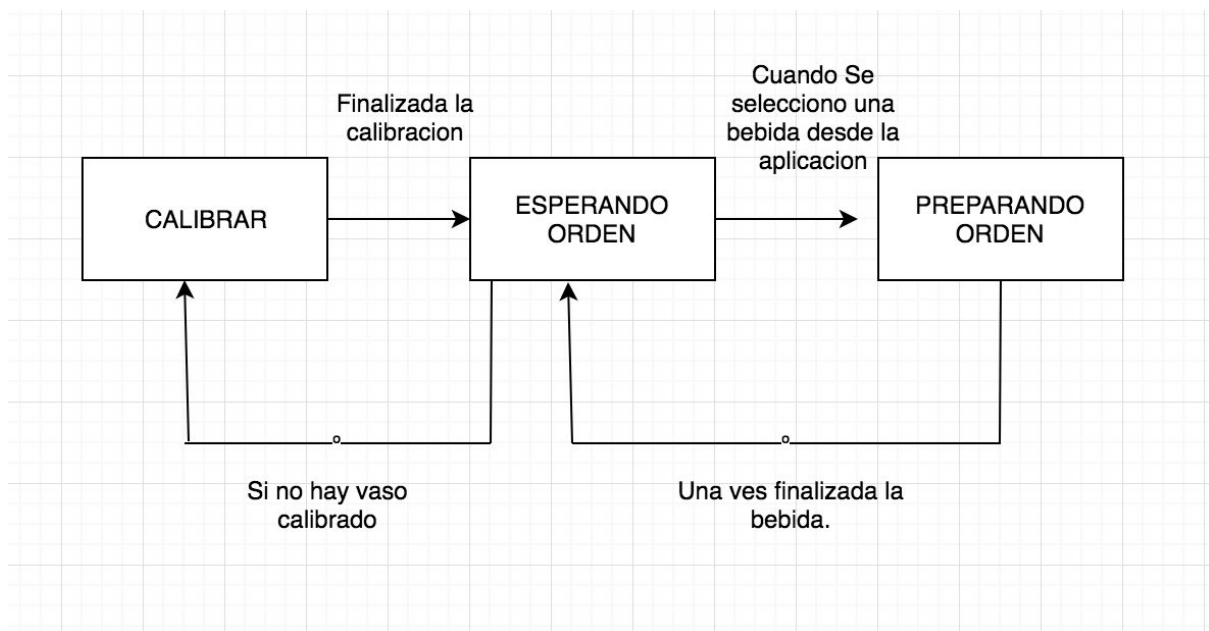 Finalizada la
calibracion
Cuando Se
selecciono una
bebida desde la
aplicacion
CALIBRAR
ESPERANDO
ORDEN
PREPARANDO
ORDEN
Si no hay vaso
calibrado
Una ves finalizada la
bebida.